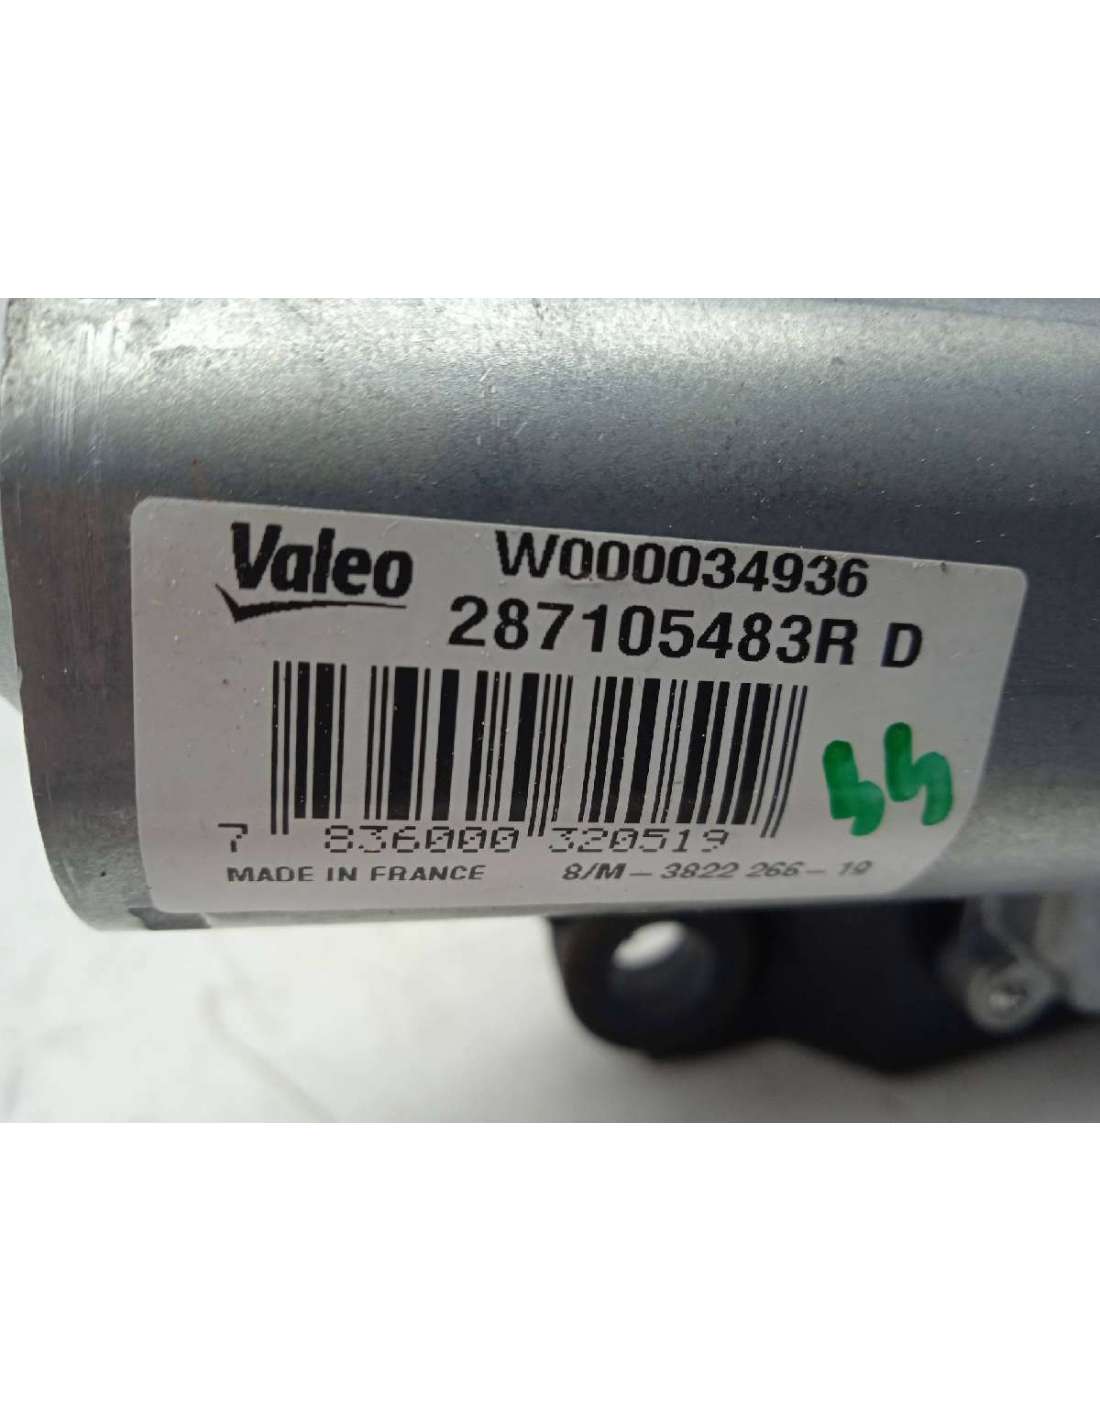 Valeo W000034936
287105483R D
7 836000 320519
MADE IN FRANCE 8/M-3822 266-19